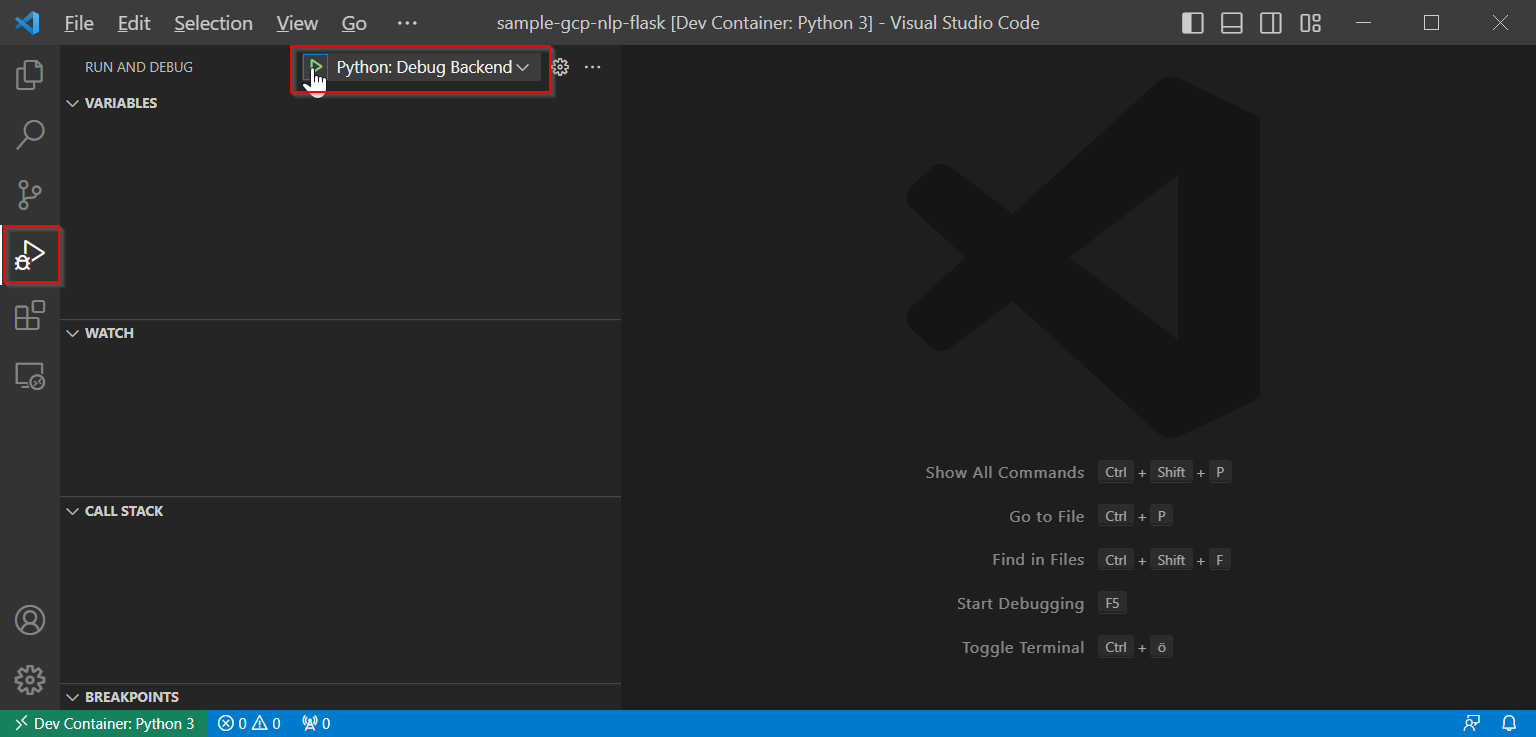 File Edit Selection View Go ··· sample-gcp-nlp-flask [Dev Container: Python 3] - Visual Studio Code
RUN AND DEBUG Python: Debug Backend ···
VARIABLES
WATCH
CALL STACK
BREAKPOINTS
Show All Commands Ctrl + Shift + P
Go to File Ctrl + P
Find in Files Ctrl + Shift + F
Start Debugging F5
Toggle Terminal Ctrl + ö
Dev Container: Python 3 0 0 0